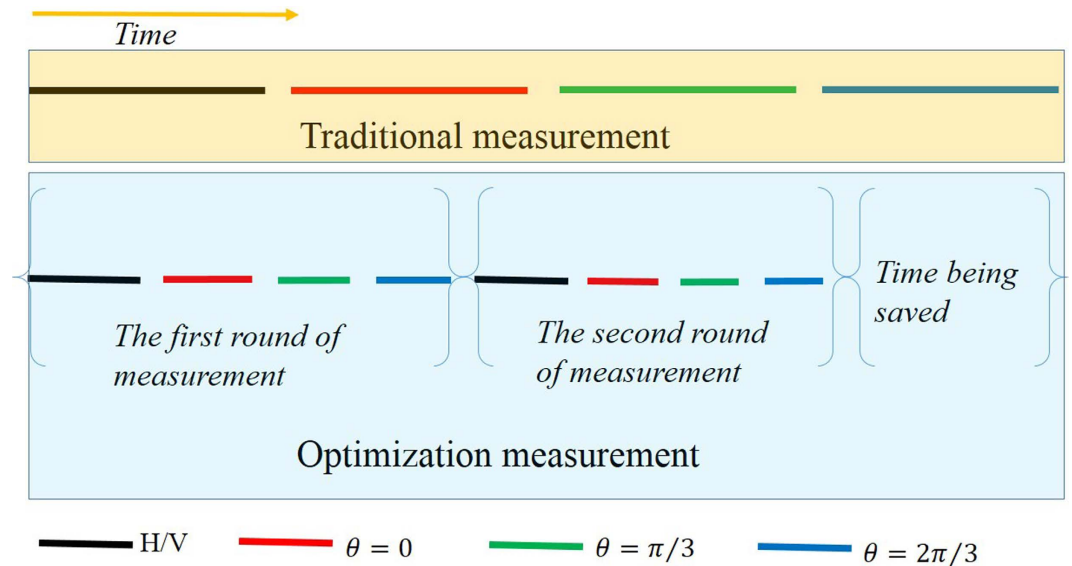 Time
Traditional measurement
The first round of
measurement
The second round
of measurement
Time being
saved
Optimization measurement
H/V
θ = 0
θ = π/3
θ = 2π/3